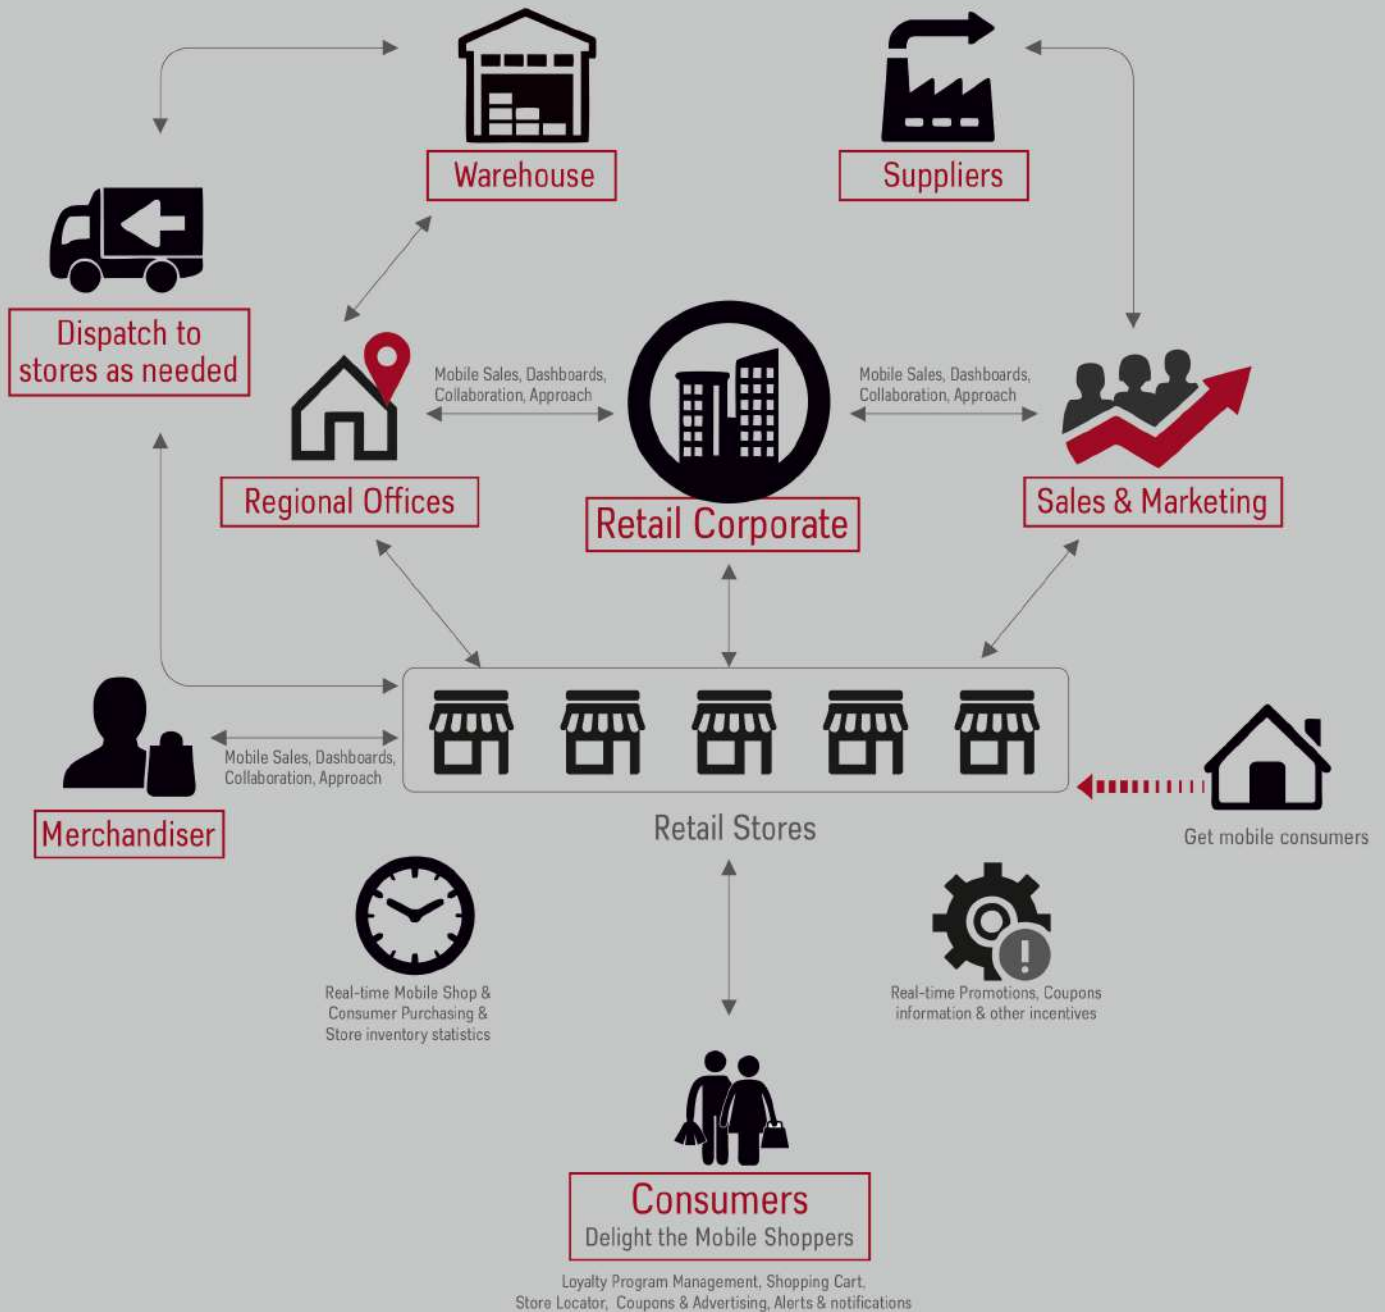 Warehouse
Suppliers
Dispatch to
stores as needed
Mobile Sales, Dashboards,
Collaboration, Approach
Mobile Sales, Dashboards,
Collaboration, Approach
Regional Offices
Retail Corporate
Sales & Marketing
Mobile Sales, Dashboards,
Collaboration, Approach
Merchandiser
Retail Stores
Get mobile consumers
Real-time Mobile Shop &
Consumer Purchasing &
Store inventory statistics
Real-time Promotions, Coupons
information & other incentives
Consumers
Delight the Mobile Shoppers
Loyalty Program Management, Shopping Cart,
Store Locator, Coupons & Advertising, Alerts & notifications